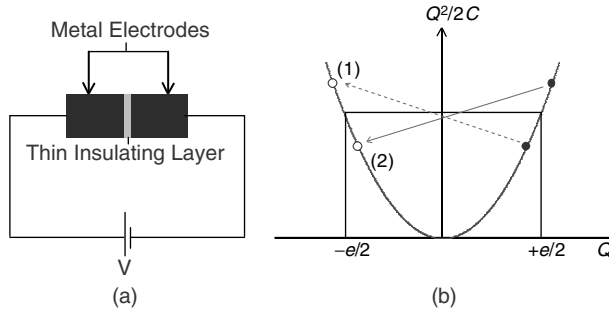 Metal Electrodes
Thin Insulating Layer
V
(a)
Q²/2C
(1)
(2)
−e/2
+e/2
Q
(b)